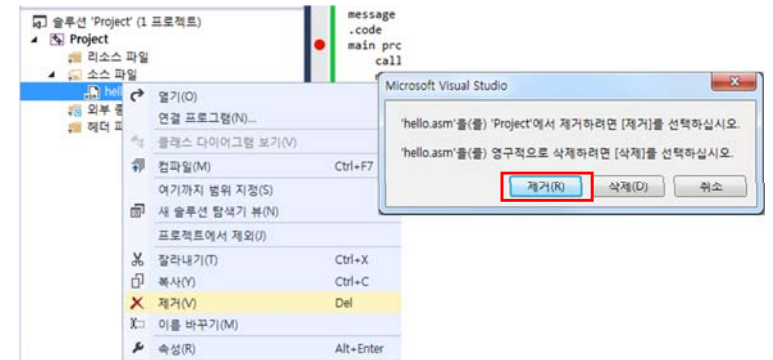 솔루션 'Project' (1 프로젝트)
Project
리소스 파일
소스 파일
hell
외부 종
헤더 파
message
.code
main prc
call
열기(O)
연결 프로그램(N)...
클래스 다이어그램 보기(V)
컴파일(M) Ctrl+F7
여기까지 범위 지정(S)
새 솔루션 탐색기 뷰(N)
프로젝트에서 제외(J)
잘라내기(T) Ctrl+X
복사(Y) Ctrl+C
제거(V) Del
이름 바꾸기(M)
속성(R) Alt+Enter
Microsoft Visual Studio
'hello.asm'을(를) 'Project'에서 제거하려면 [제거]를 선택하십시오.
'hello.asm'을(를) 영구적으로 삭제하려면 [삭제]를 선택하십시오.
제거(R) 삭제(D) 취소